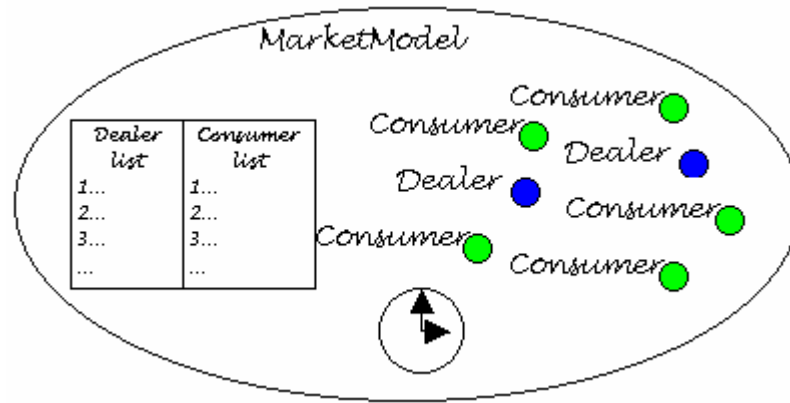 MarketModel
Dealer list
1...
2...
3...
...
Consumer list
1...
2...
3...
...
Consumer
Consumer
Dealer
Dealer
Consumer
Consumer
Consumer